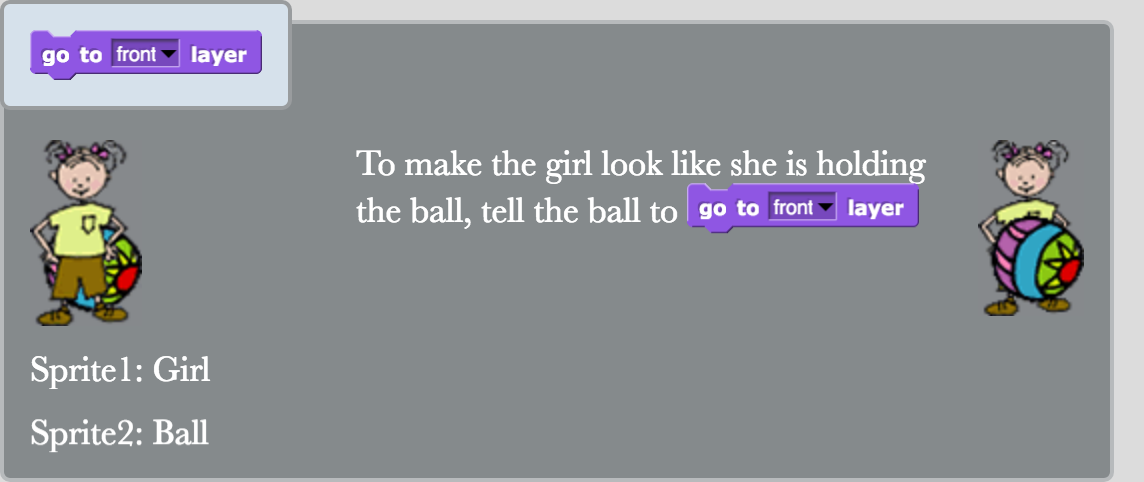 go to front layer
To make the girl look like she is holding
the ball, tell the ball to go to front layer
Sprite1: Girl
Sprite2: Ball